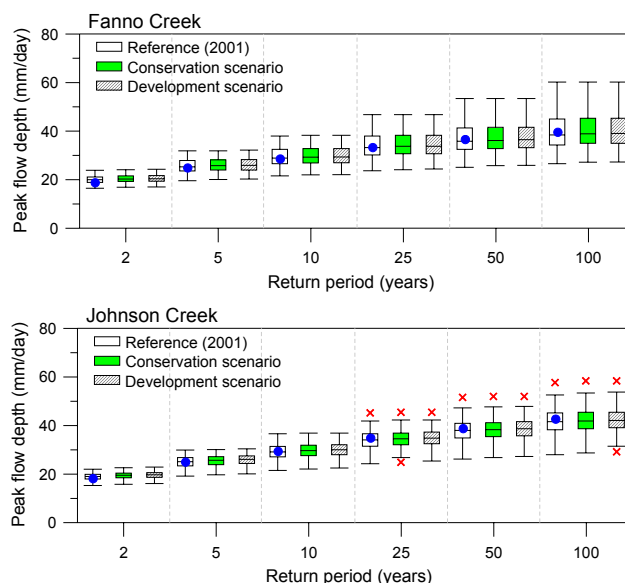 Fanno Creek
80
60
40
20
0
Peak flow depth (mm/day)
Reference (2001)
Conservation scenario
Development scenario
2 5 10 25 50 100
Return period (years)
Johnson Creek
80
60
40
20
0
Peak flow depth (mm/day)
Reference (2001)
Conservation scenario
Development scenario
2 5 10 25 50 100
Return period (years)